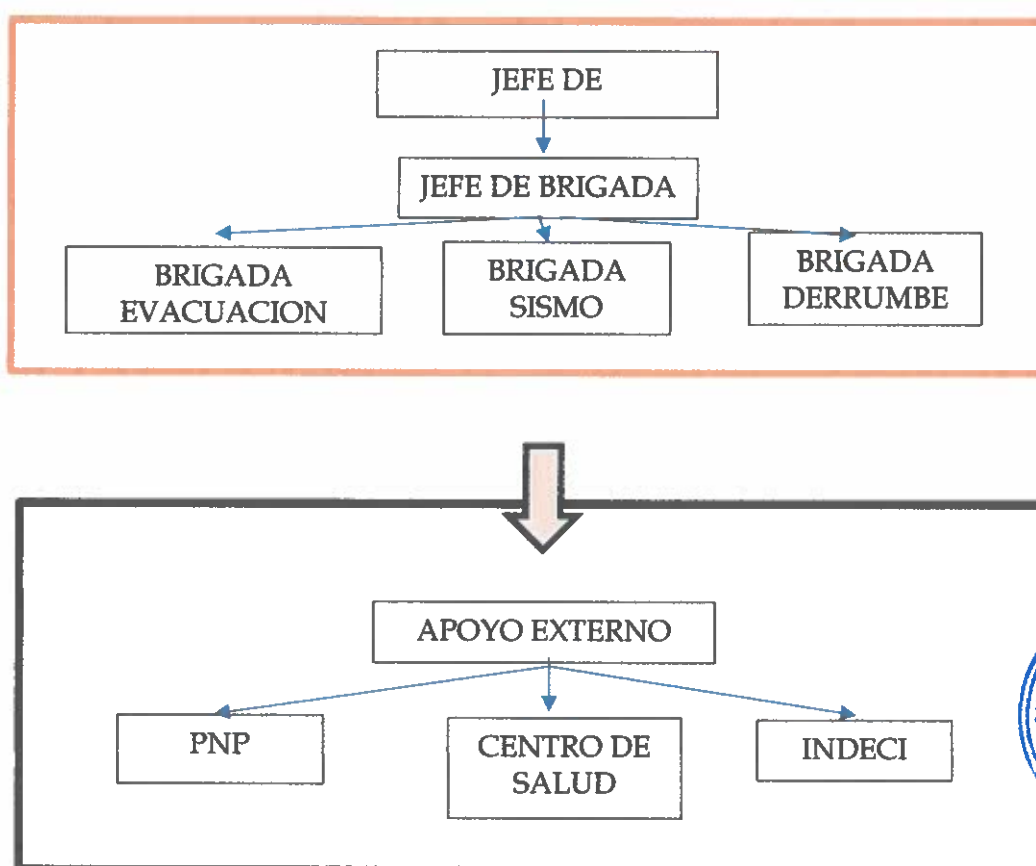 JEFE DE
JEFE DE BRIGADA
BRIGADA
EVACUACION
BRIGADA
SISMO
BRIGADA
DERRUMBE
APOYO EXTERNO
PNP
CENTRO DE
SALUD
INDECI